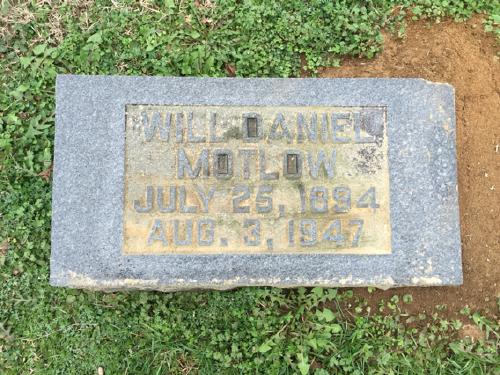 WILL DANIEL
MOTLOW
JULY 25, 1894
AUG. 3, 1947